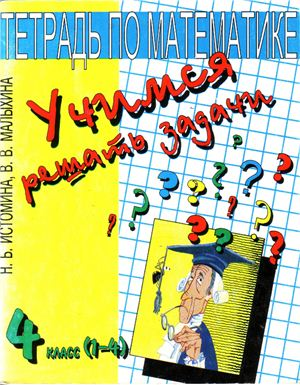 ТЕТРАДЬ ПО МАТЕМАТИКЕ
Н. Б. ИСТОМИНА, В. В. МАЛЫХИНА
Учимся
решать задачи
4 КЛАСС (1–4)